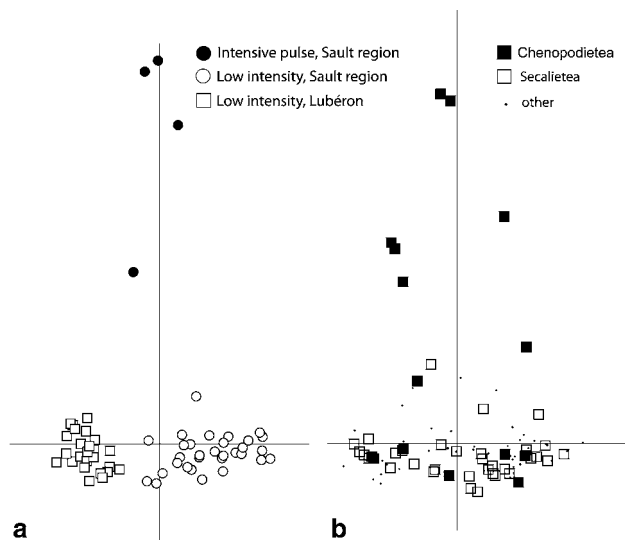 Intensive pulse, Sault region
Low intensity, Sault region
Low intensity, Lubéron
Chenopodietea
Secalietea
other
a
b